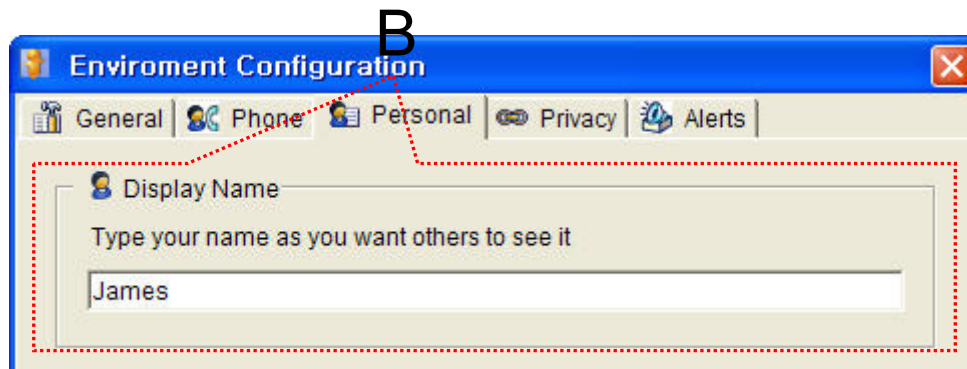 B
Enviroment Configuration
General Phone Personal Privacy Alerts
Display Name
Type your name as you want others to see it
James